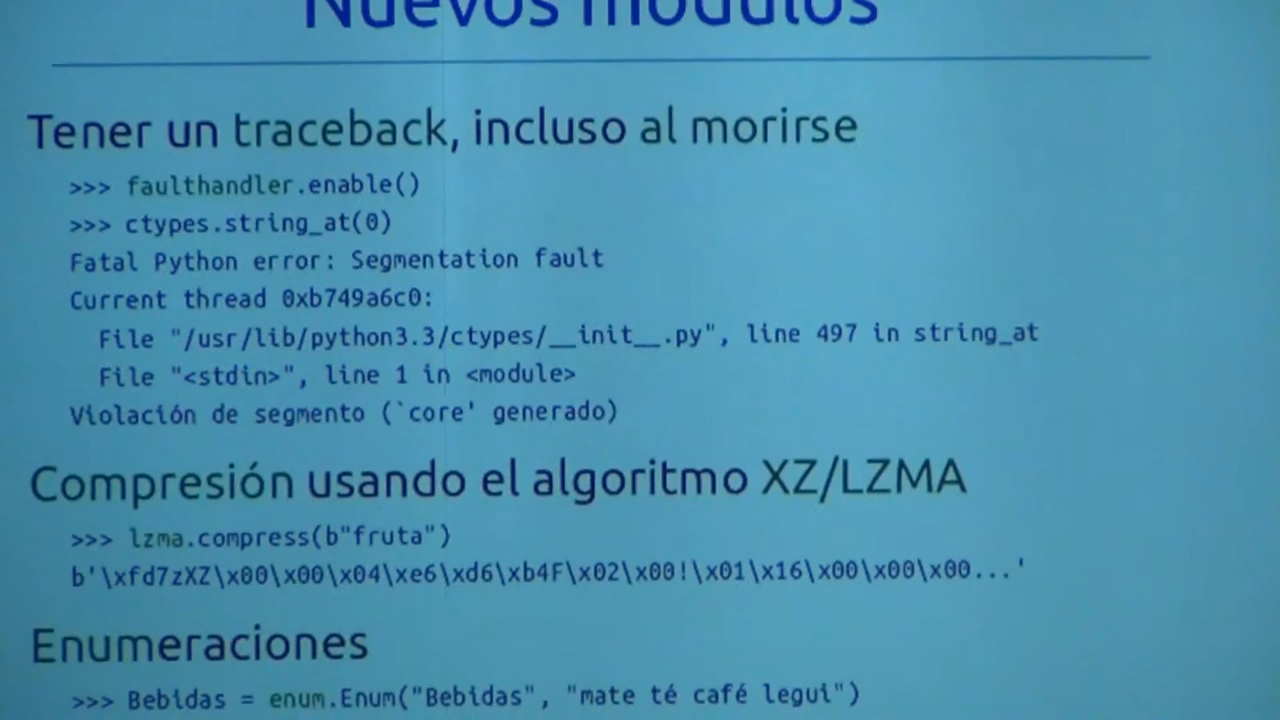 Nuevos módulos
Tener un traceback, incluso al morirse
>>> faulthandler.enable()
>>> ctypes.string_at(0)
Fatal Python error: Segmentation fault
Current thread 0xb749a6c0:
File "/usr/lib/python3.3/ctypes/__init__.py", line 497 in string_at
File "<stdin>", line 1 in <module>
Violación de segmento (`core' generado)
Compresión usando el algoritmo XZ/LZMA
>>> lzma.compress(b"fruta")
b'\xfd7zXZ\x00\x00\x04\xe6\xd6\xb4F\x02\x00!\x01\x16\x00\x00\x00...'
Enumeraciones
>>> Bebidas = enum.Enum("Bebidas", "mate té café legui")